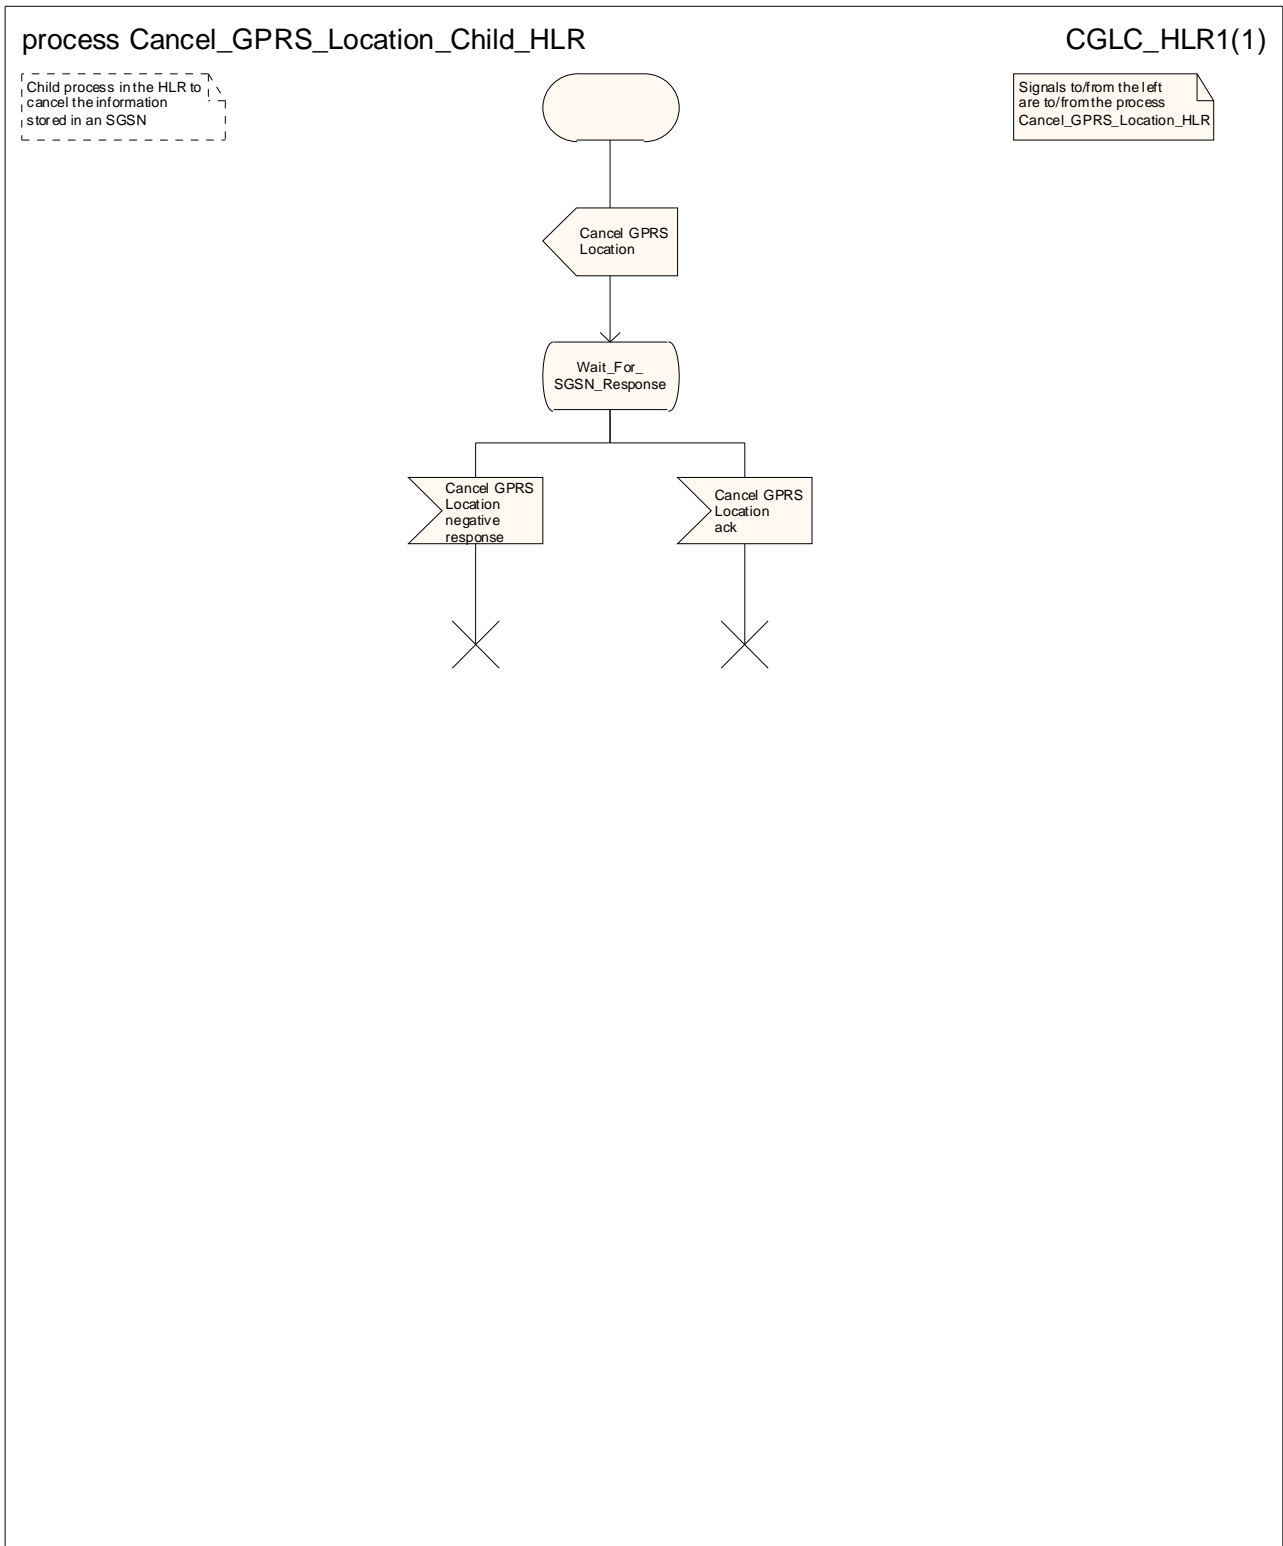 process Cancel_GPRS_Location_Child_HLR
CGLC_HLR1(1)
Child process in the HLR to
cancel the information
stored in an SGSN
Signals to/from the left
are to/from the process
Cancel_GPRS_Location_HLR
Cancel GPRS
Location
Wait_For_
SGSN_Response
Cancel GPRS
Location
negative
response
Cancel GPRS
Location
ack